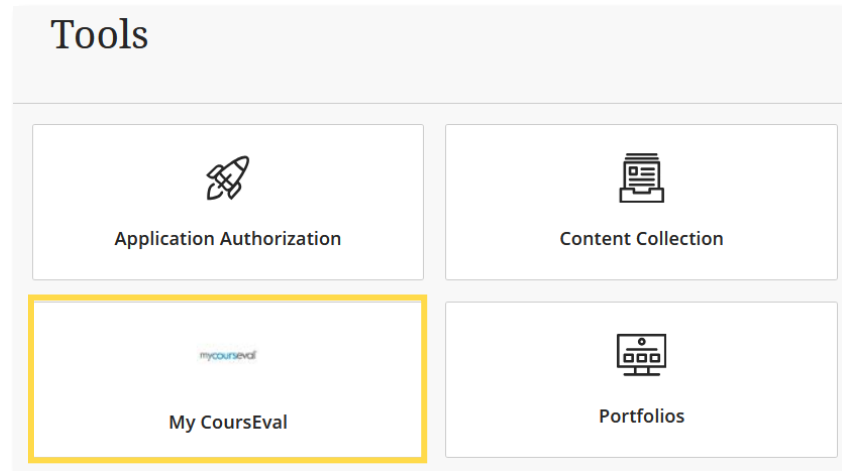 Tools
Application Authorization
Content Collection
mycourseval
My CoursEval
Portfolios